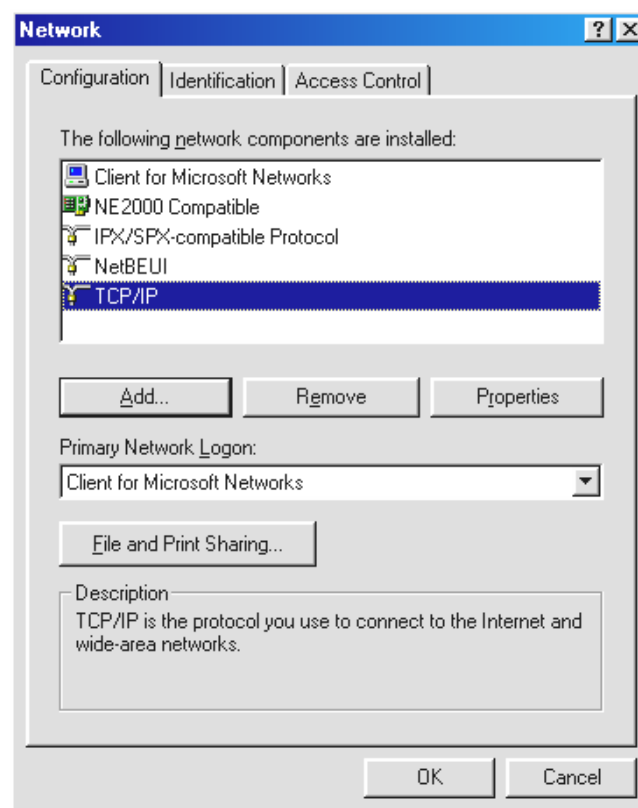 Network
Configuration Identification Access Control
The following network components are installed:
Client for Microsoft Networks
NE2000 Compatible
IPX/SPX-compatible Protocol
NetBEUI
TCP/IP
Add... Remove Properties
Primary Network Logon:
Client for Microsoft Networks
File and Print Sharing...
Description
TCP/IP is the protocol you use to connect to the Internet and
wide-area networks.
OK Cancel